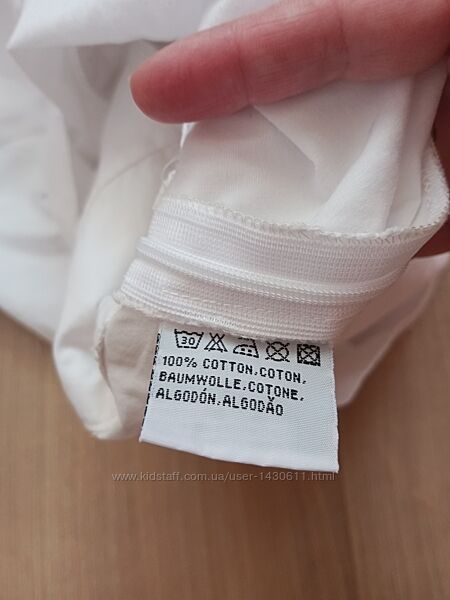 30
100% COTTON,COTON,
BAUMWOLLE,COTONE,
ALGODÓN,ALGODÃO
www.kidstaff.com.ua/user-1430611.html